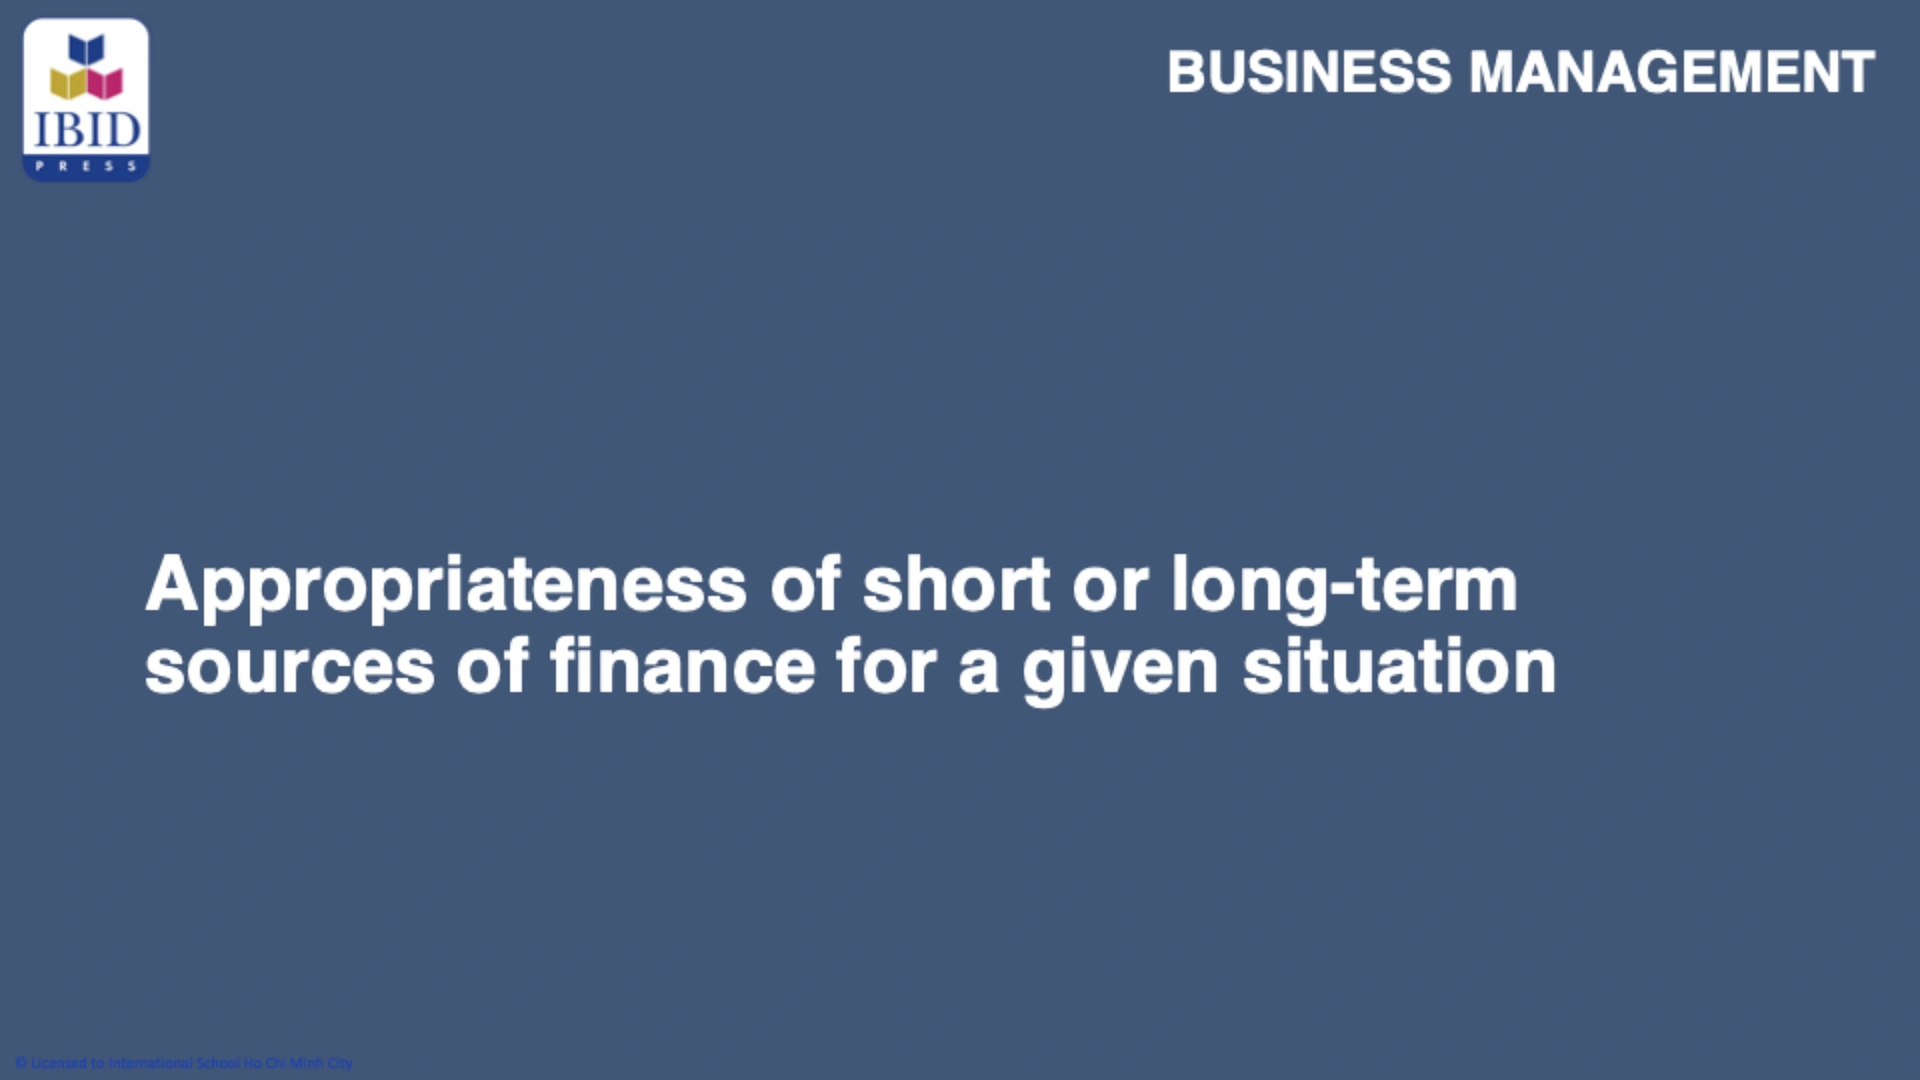 IBID
PRESS
BUSINESS MANAGEMENT
Appropriateness of short or long-term
sources of finance for a given situation
© Licensed to International School Ho Chi Minh City